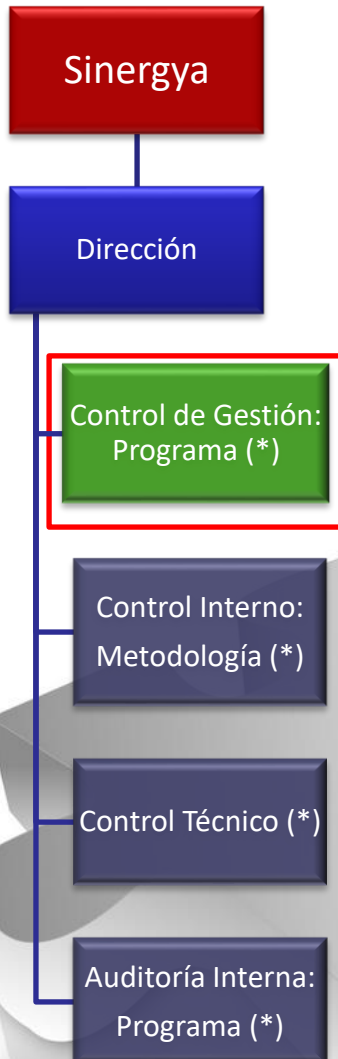 Sinergya
Dirección
Control de Gestión:
Programa (*)
Control Interno:
Metodología (*)
Control Técnico (*)
Auditoría Interna:
Programa (*)